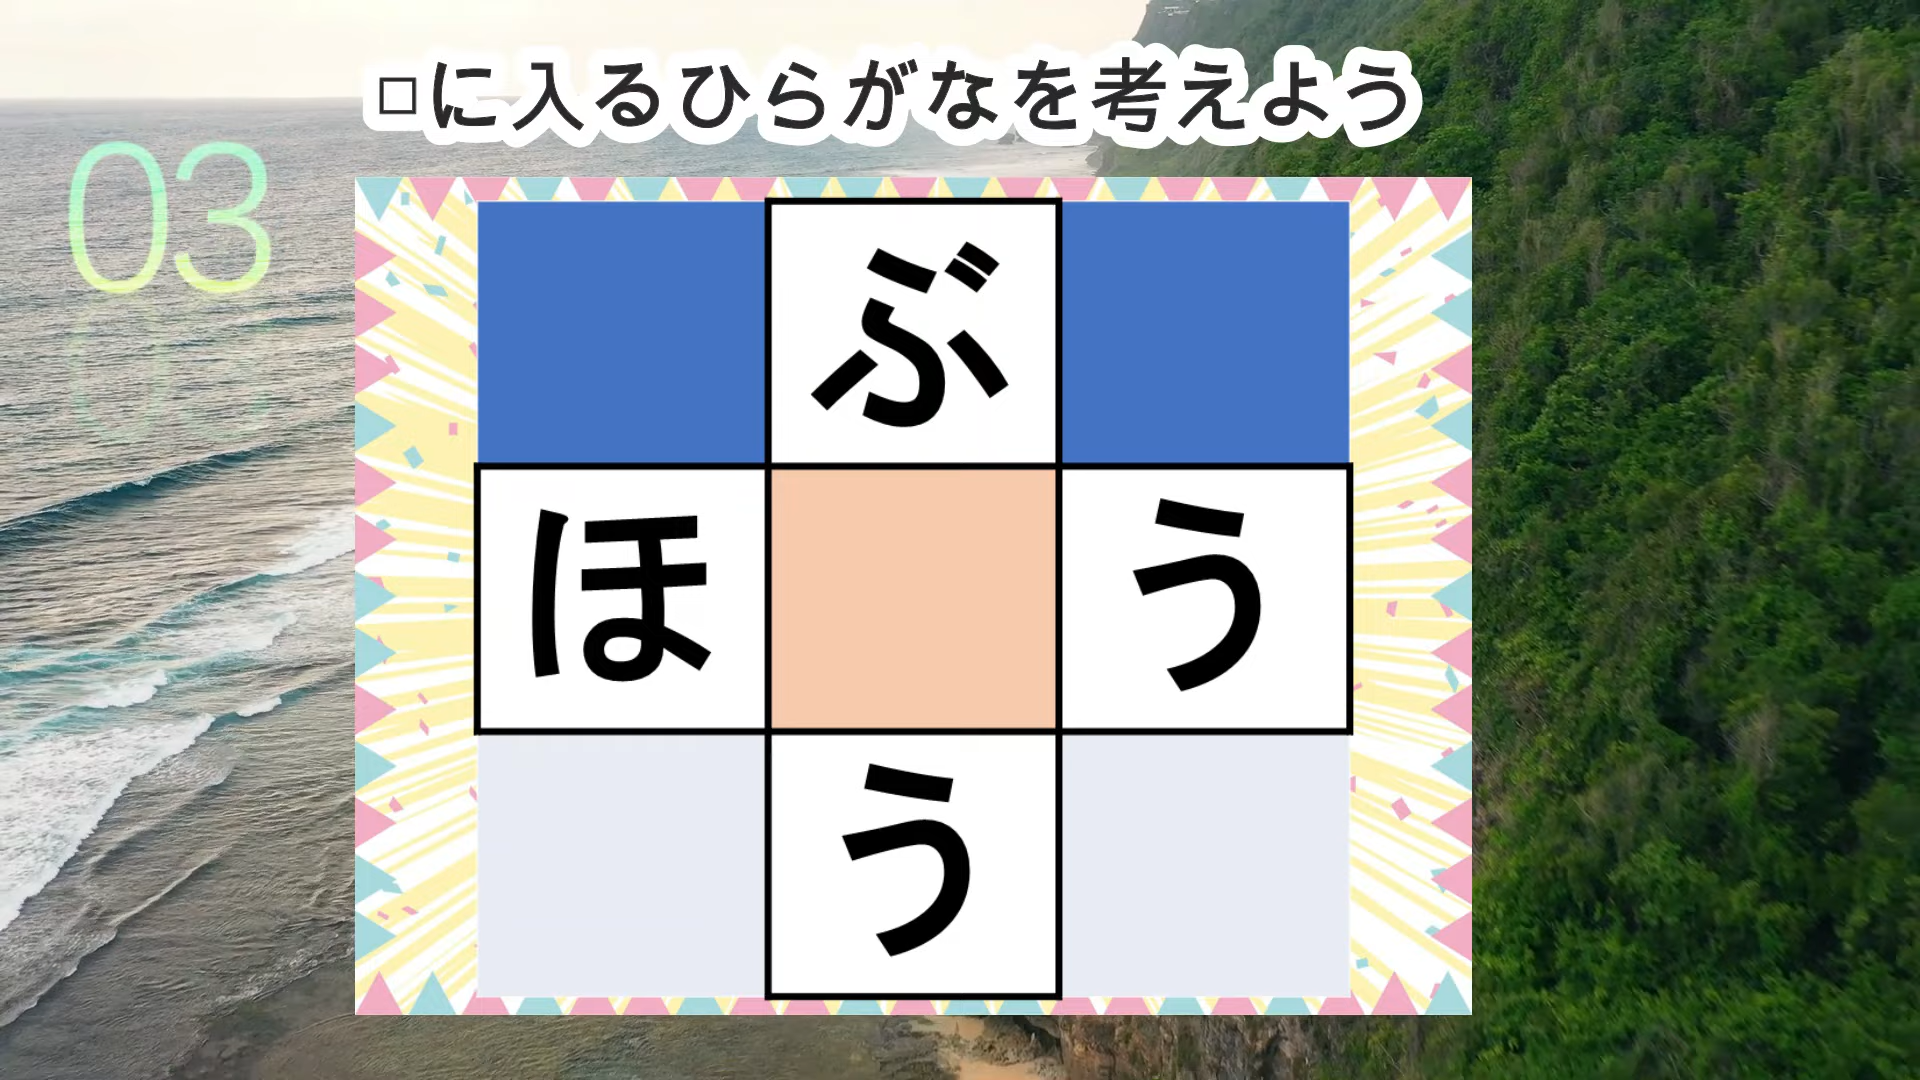 □に入るひらがなを考えよう
03
ぶ
ほ う
う